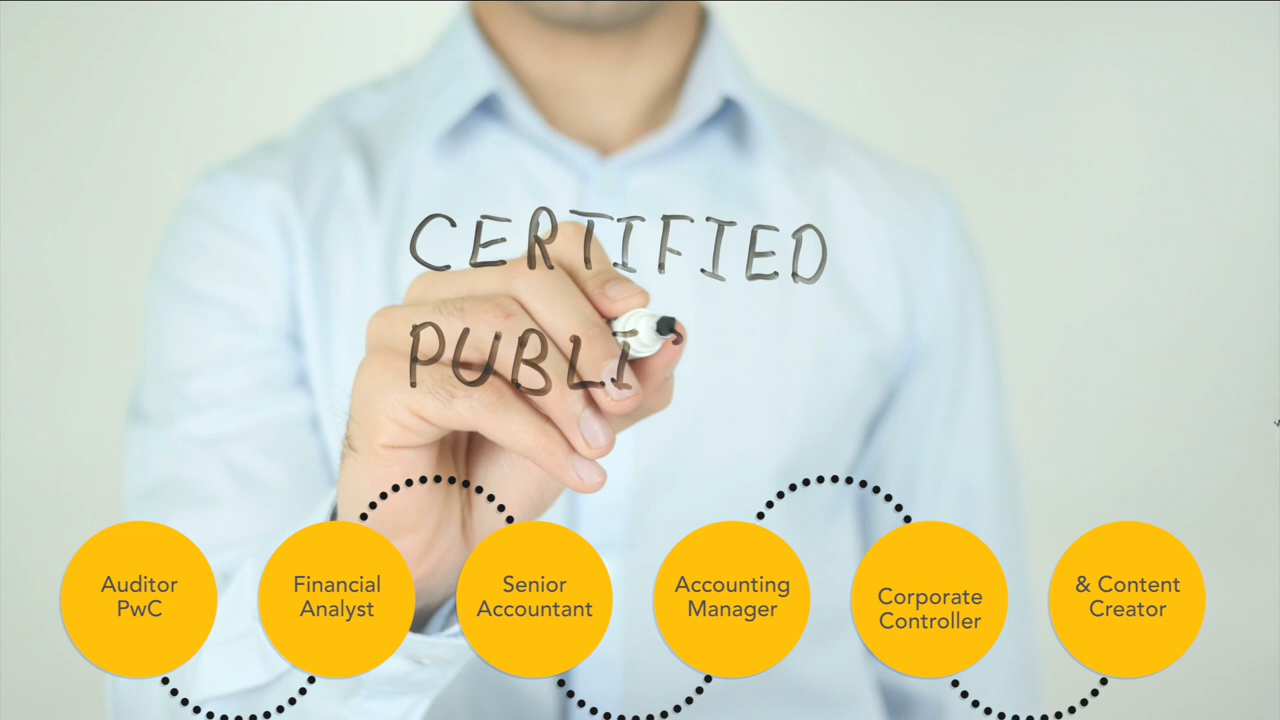 CERTIFIED
PUBLI
Auditor
PwC
Financial
Analyst
Senior
Accountant
Accounting
Manager
Corporate
Controller
& Content
Creator